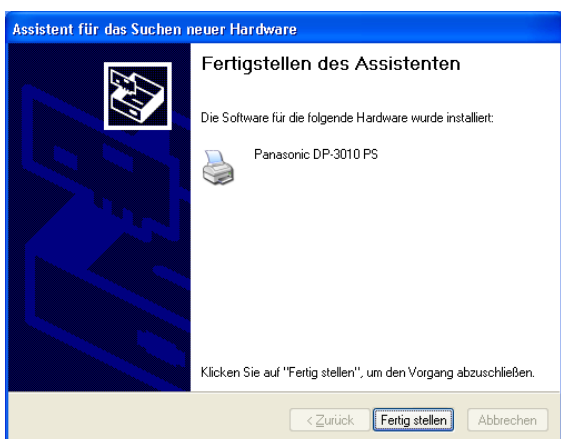 Assistent für das Suchen neuer Hardware
Fertigstellen des Assistenten
Die Software für die folgende Hardware wurde installiert:
Panasonic DP-3010 PS
Klicken Sie auf "Fertig stellen", um den Vorgang abzuschließen.
< Zurück Fertig stellen Abbrechen